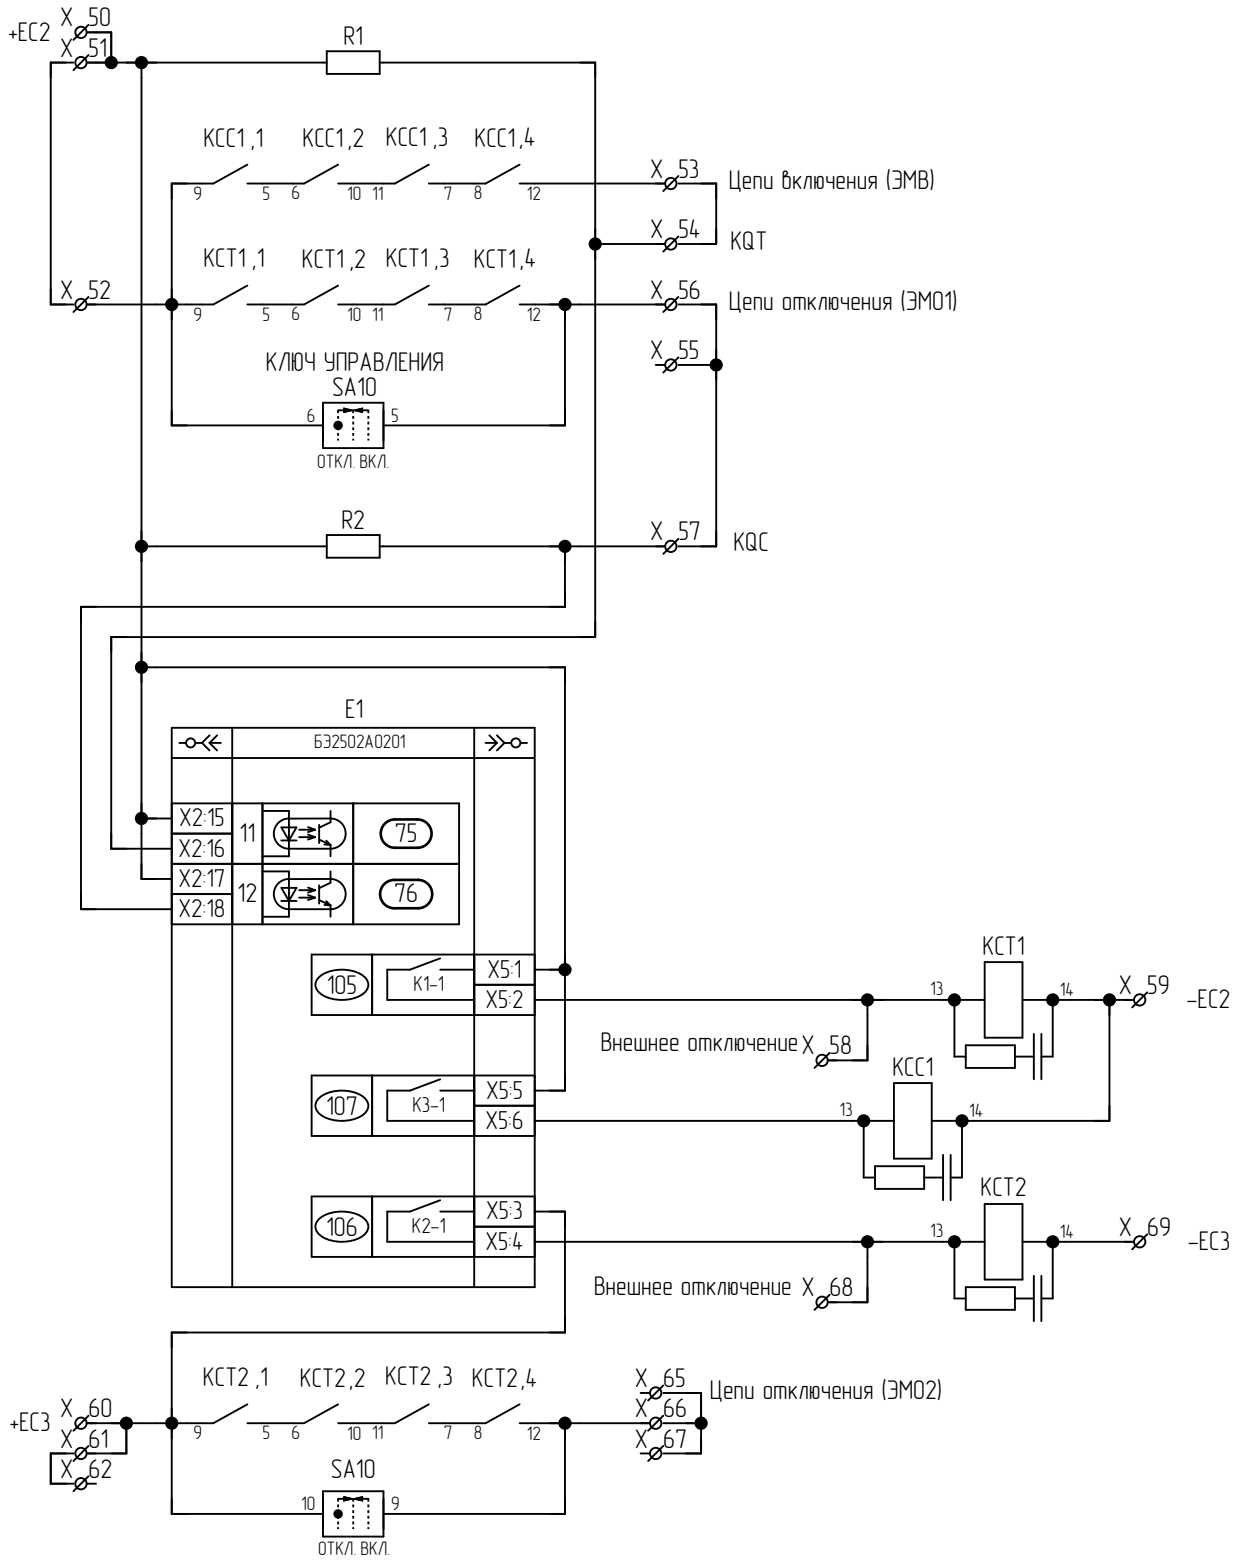 X 50
+EC2
X 51
R1
KCC1,1 KCC1,2 KCC1,3 KCC1,4
9 5 6 10 11 7 8 12
X 53 Цепи включения (ЭМВ)
X 54 KQT
KCT1,1 KCT1,2 KCT1,3 KCT1,4
X 52
9 5 6 10 11 7 8 12
X 56 Цепи отключения (ЭМО1)
X 55
КЛЮЧ УПРАВЛЕНИЯ
SA10
6 5
ОТКЛ. ВКЛ.
R2
X 57 KQC
E1
БЭ2502А0201
X2:15
11 75
X2:16
X2:17
12 76
X2:18
105 K1-1 X5:1
X5:2
13 KCT1 14 X 59 -EC2
Внешнее отключение X 58
107 K3-1 X5:5
X5:6
13 KCC1 14
106 K2-1 X5:3
X5:4
13 KCT2 14 X 69 -EC3
Внешнее отключение X 68
KCT2,1 KCT2,2 KCT2,3 KCT2,4
X 65 Цепи отключения (ЭМО2)
+EC3 X 60
9 5 6 10 11 7 8 12
X 66
X 61
X 67
X 62
SA10
10 9
ОТКЛ. ВКЛ.